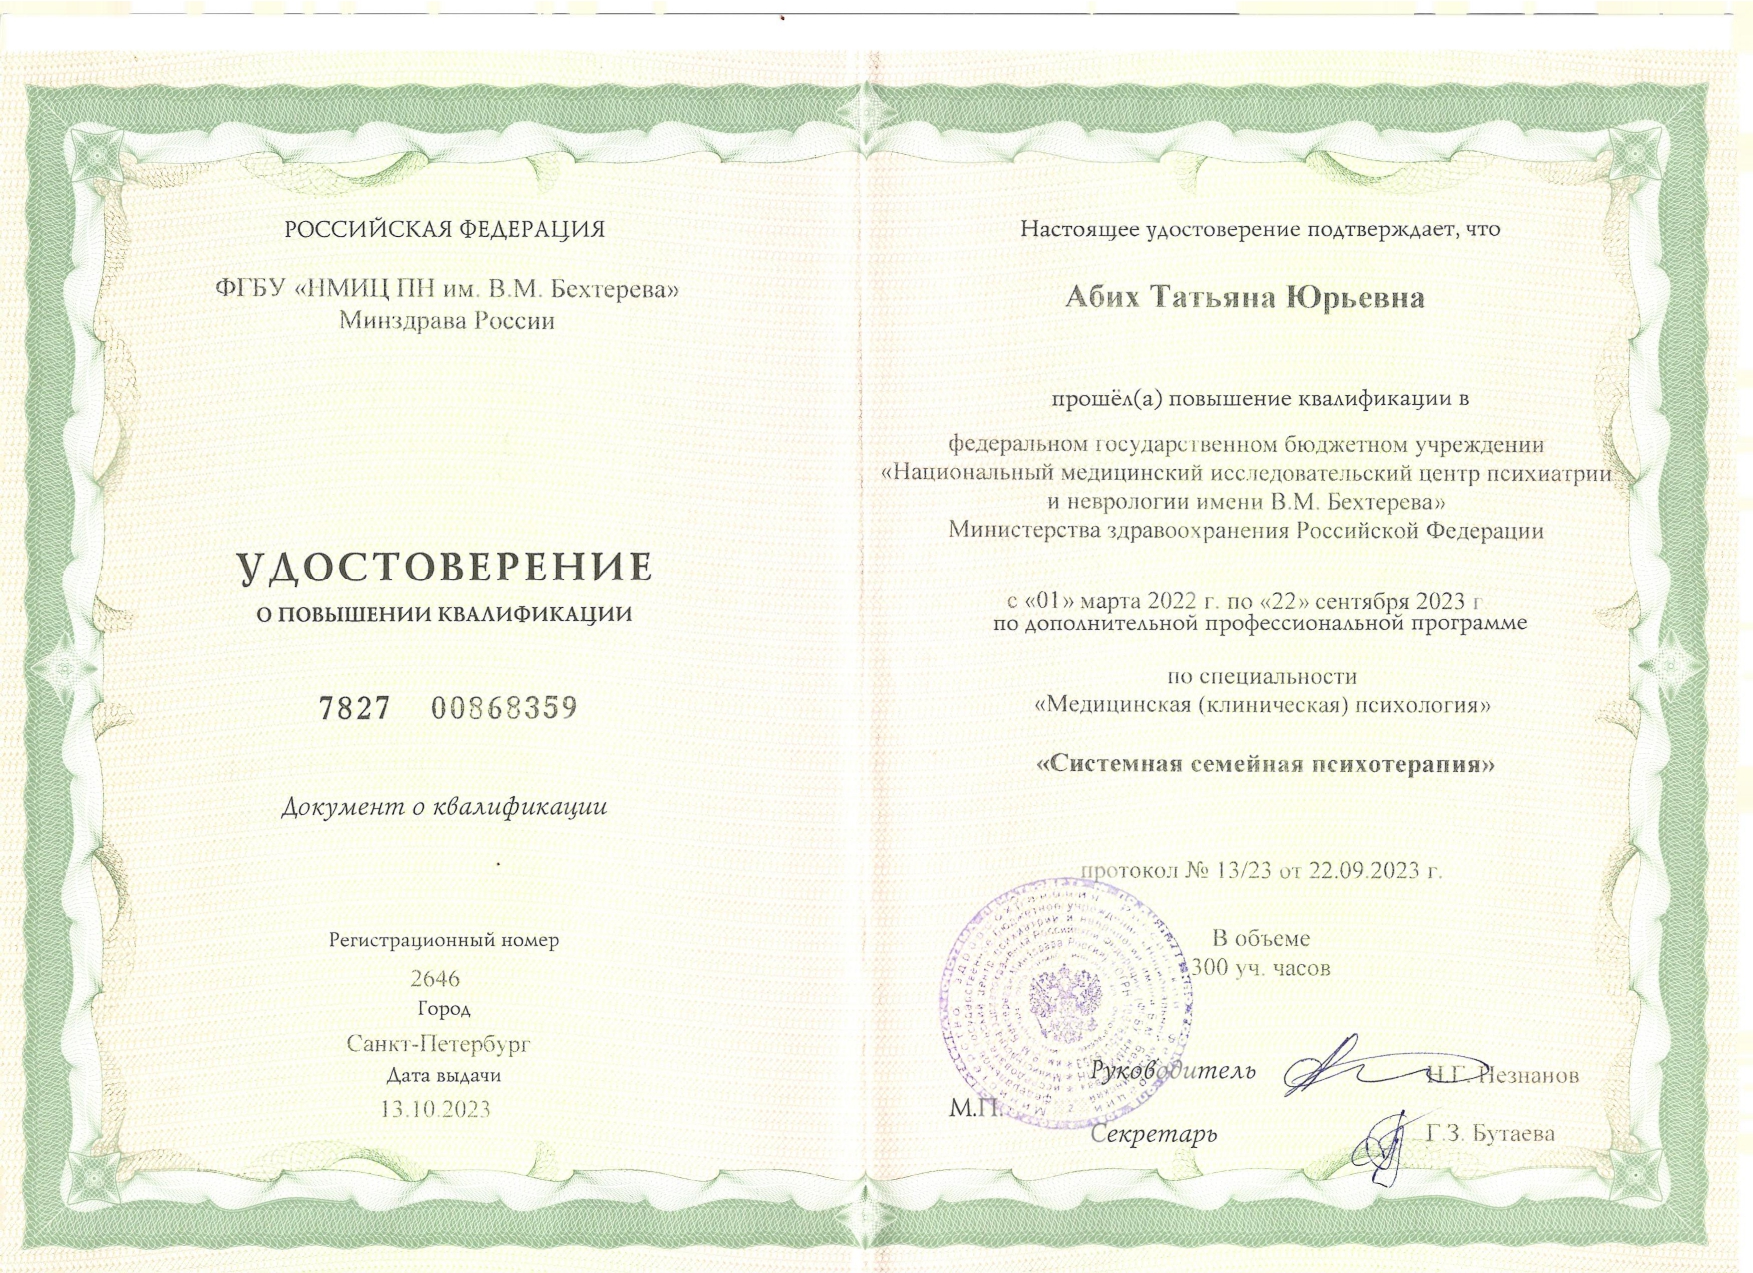 РОССИЙСКАЯ ФЕДЕРАЦИЯ
ФГБУ «НМИЦ ПН им. В.М. Бехтерева»
Минздрава России
УДОСТОВЕРЕНИЕ
О ПОВЫШЕНИИ КВАЛИФИКАЦИИ
7827 00868359
Документ о квалификации
Регистрационный номер
2646
Город
Санкт-Петербург
Дата выдачи
13.10.2023
Настоящее удостоверение подтверждает, что
Абих Татьяна Юрьевна
прошёл(а) повышение квалификации в
федеральном государственном бюджетном учреждении
«Национальный медицинский исследовательский центр психиатрии
и неврологии имени В.М. Бехтерева»
Министерства здравоохранения Российской Федерации
с «01» марта 2022 г. по «22» сентября 2023 г
по дополнительной профессиональной программе
по специальности
«Медицинская (клиническая) психология»
«Системная семейная психотерапия»
протокол № 13/23 от 22.09.2023 г.
В объеме
300 уч. часов
Руководитель Н.Г. Незнанов
М.П.
Секретарь Г.З. Бутаева